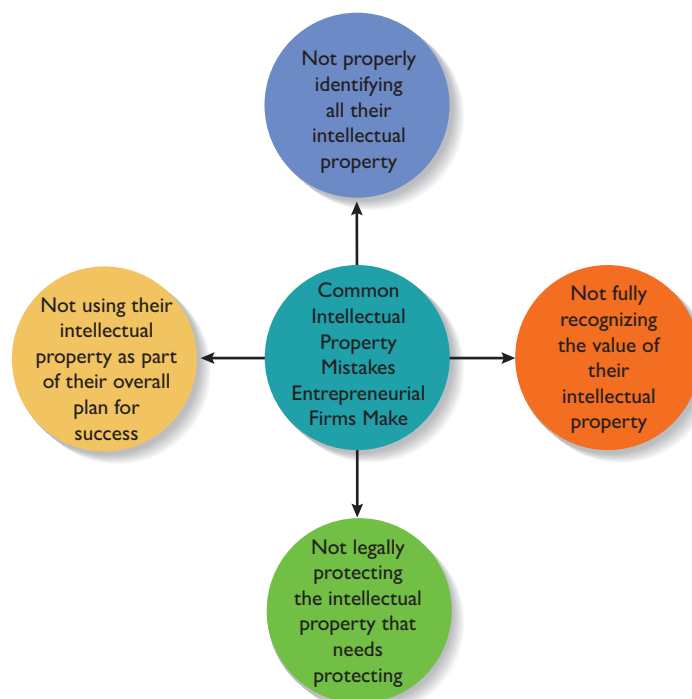 Not properly
identifying
all their
intellectual
property
Not using their
intellectual
property as part
of their overall
plan for
success
Common
Intellectual
Property
Mistakes
Entrepreneurial
Firms Make
Not fully
recognizing
the value of
their
intellectual
property
Not legally
protecting
the intellectual
property that
needs
protecting